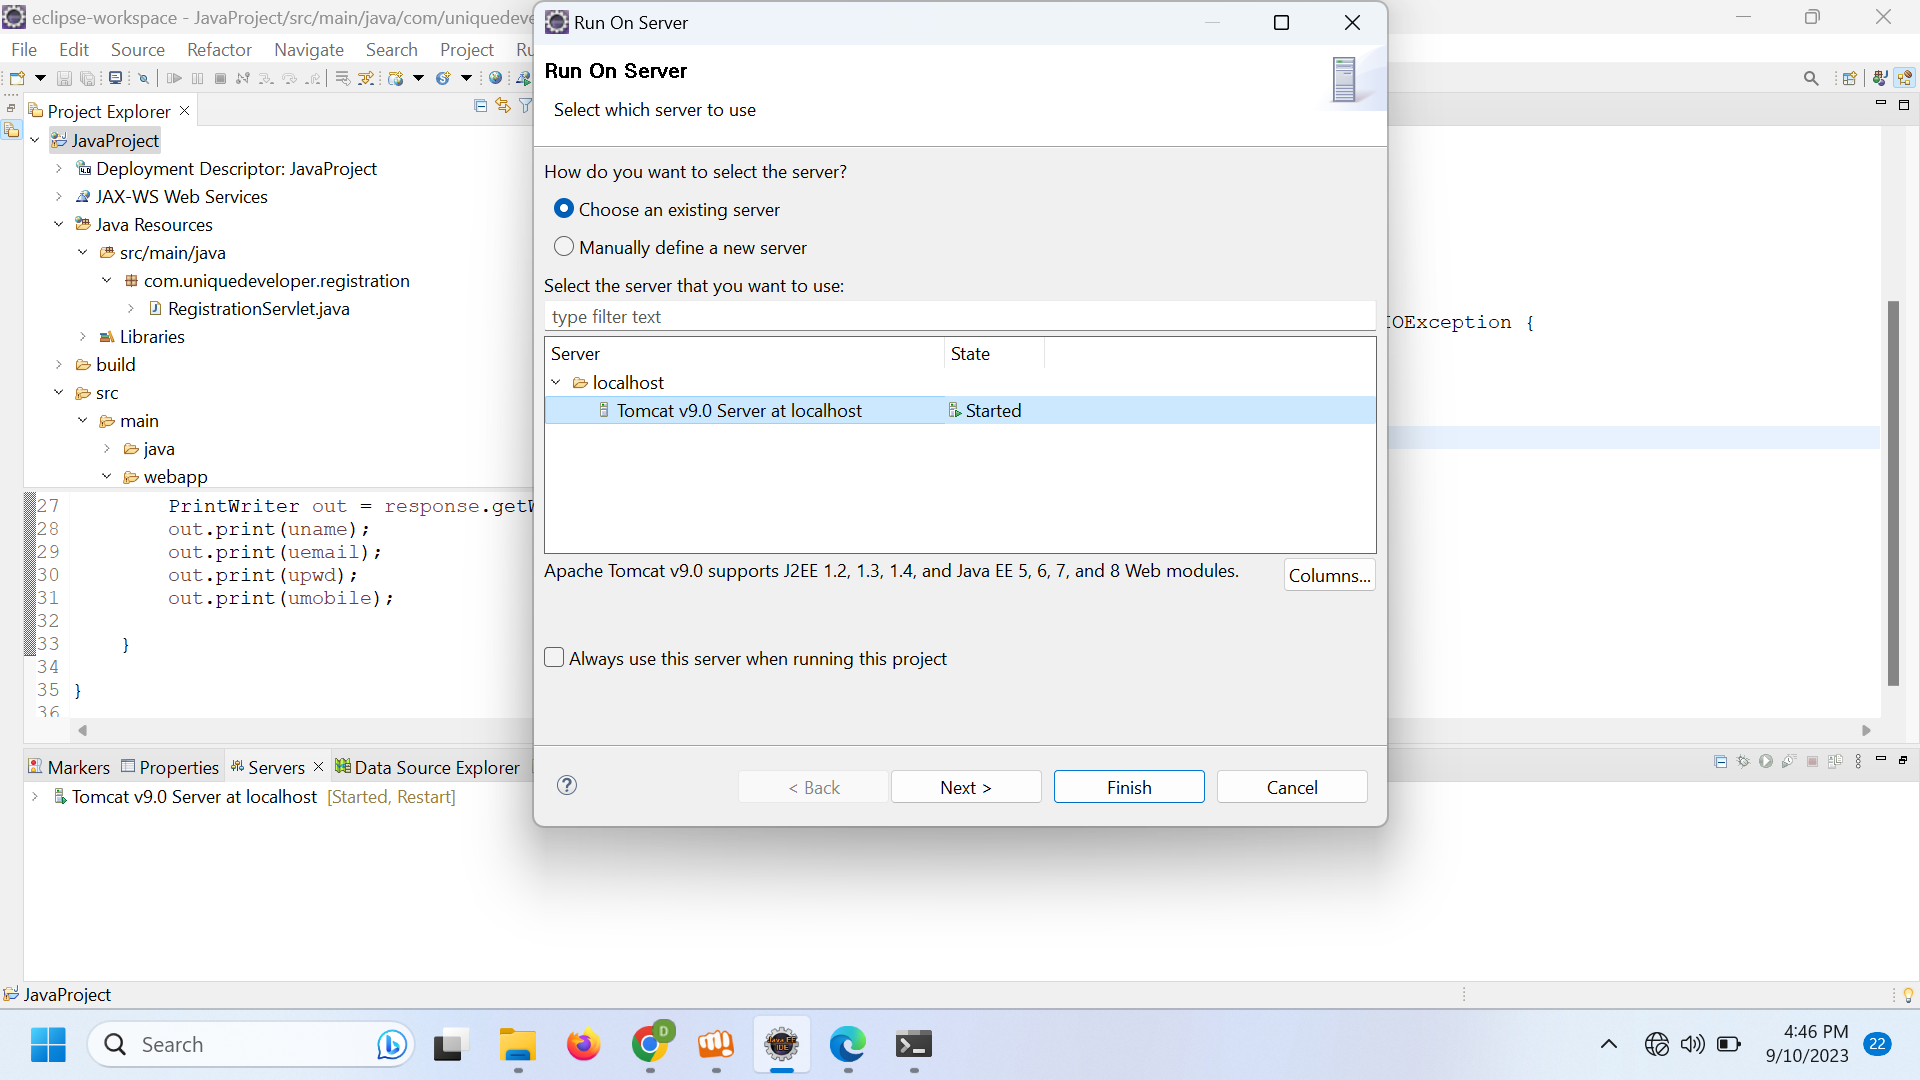 eclipse-workspace - JavaProject/src/main/java/com/uniquedeve
File Edit Source Refactor Navigate Search Project Ru
Project Explorer
JavaProject
Deployment Descriptor: JavaProject
JAX-WS Web Services
Java Resources
src/main/java
com.uniquedeveloper.registration
RegistrationServlet.java
Libraries
build
src
main
java
webapp
Run On Server
Run On Server
Select which server to use
How do you want to select the server?
Choose an existing server
Manually define a new server
Select the server that you want to use:
type filter text
Server State
localhost
Tomcat v9.0 Server at localhost Started
Apache Tomcat v9.0 supports J2EE 1.2, 1.3, 1.4, and Java EE 5, 6, 7, and 8 Web modules.
Columns...
Always use this server when running this project
< Back Next > Finish Cancel
IOException {
27 PrintWriter out = response.getW
28 out.print(uname);
29 out.print(uemail);
30 out.print(upwd);
31 out.print(umobile);
32
33 }
34
35 }
36
Markers Properties Servers Data Source Explorer
Tomcat v9.0 Server at localhost [Started, Restart]
JavaProject
Search
D
4:46 PM
9/10/2023
22